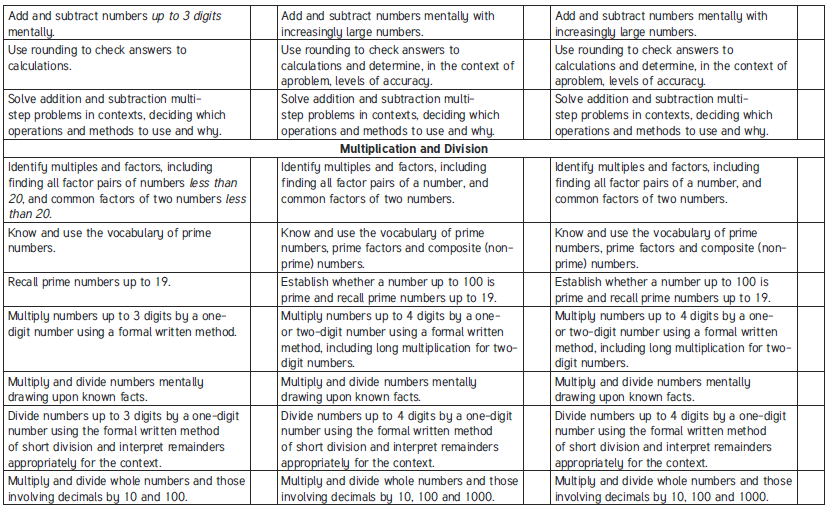 Add and subtract numbers up to 3 digits
mentally.
Add and subtract numbers mentally with
increasingly large numbers.
Add and subtract numbers mentally with
increasingly large numbers.
Use rounding to check answers to
calculations.
Use rounding to check answers to
calculations and determine, in the context of
aproblem, levels of accuracy.
Use rounding to check answers to
calculations and determine, in the context of
aproblem, levels of accuracy.
Solve addition and subtraction multi-
step problems in contexts, deciding which
operations and methods to use and why.
Solve addition and subtraction multi-
step problems in contexts, deciding which
operations and methods to use and why.
Solve addition and subtraction multi-
step problems in contexts, deciding which
operations and methods to use and why.
Multiplication and Division
Identify multiples and factors, including
finding all factor pairs of numbers less than
20, and common factors of two numbers less
than 20.
Identify multiples and factors, including
finding all factor pairs of a number, and
common factors of two numbers.
Identify multiples and factors, including
finding all factor pairs of a number, and
common factors of two numbers.
Know and use the vocabulary of prime
numbers.
Know and use the vocabulary of prime
numbers, prime factors and composite (non-
prime) numbers.
Know and use the vocabulary of prime
numbers, prime factors and composite (non-
prime) numbers.
Recall prime numbers up to 19.
Establish whether a number up to 100 is
prime and recall prime numbers up to 19.
Establish whether a number up to 100 is
prime and recall prime numbers up to 19.
Multiply numbers up to 3 digits by a one-
digit number using a formal written method.
Multiply numbers up to 4 digits by a one-
or two-digit number using a formal written
method, including long multiplication for two-
digit numbers.
Multiply numbers up to 4 digits by a one-
or two-digit number using a formal written
method, including long multiplication for two-
digit numbers.
Multiply and divide numbers mentally
drawing upon known facts.
Multiply and divide numbers mentally
drawing upon known facts.
Multiply and divide numbers mentally
drawing upon known facts.
Divide numbers up to 3 digits by a one-digit
number using the formal written method
of short division and interpret remainders
appropriately for the context.
Divide numbers up to 4 digits by a one-digit
number using the formal written method
of short division and interpret remainders
appropriately for the context.
Divide numbers up to 4 digits by a one-digit
number using the formal written method
of short division and interpret remainders
appropriately for the context.
Multiply and divide whole numbers and those
involving decimals by 10 and 100.
Multiply and divide whole numbers and those
involving decimals by 10, 100 and 1000.
Multiply and divide whole numbers and those
involving decimals by 10, 100 and 1000.